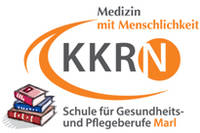 Medizin
mit Menschlichkeit
KKRN
Schule für Gesundheits-
und Pflegeberufe Marl